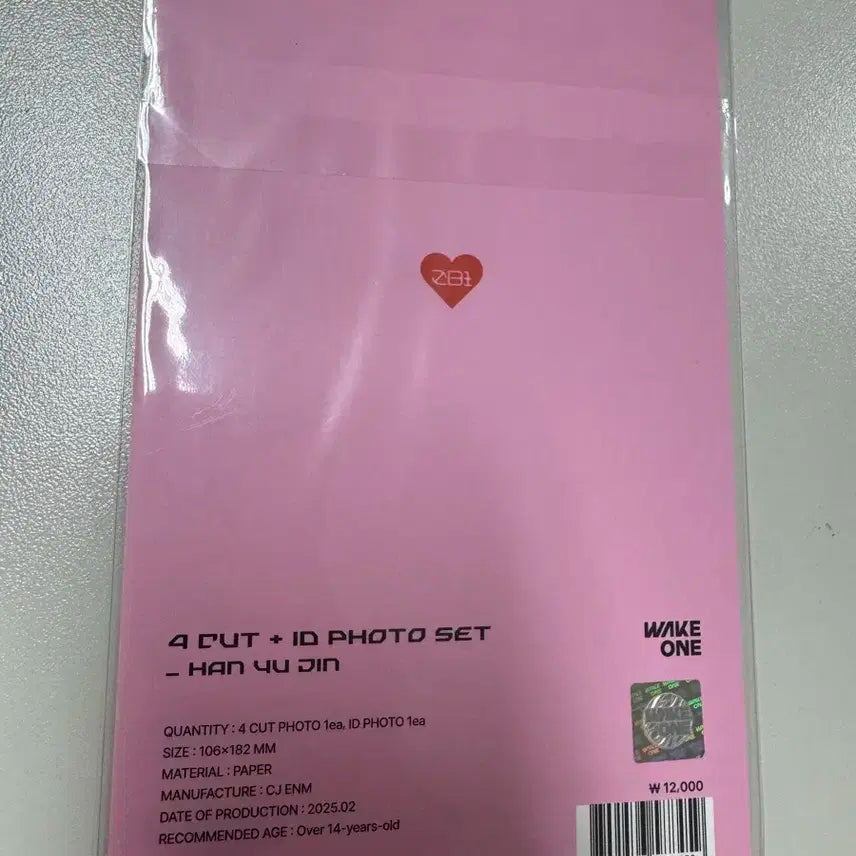 ZB1
4 CUT + ID PHOTO SET
_ HAN YU JIN
WAKE
ONE
QUANTITY : 4 CUT PHOTO 1ea, ID PHOTO 1ea
SIZE : 106×182 MM
MATERIAL : PAPER
MANUFACTURE : CJ ENM
DATE OF PRODUCTION : 2025.02
RECOMMENDED AGE : Over 14-years-old
WAKE ONE
₩ 12,000